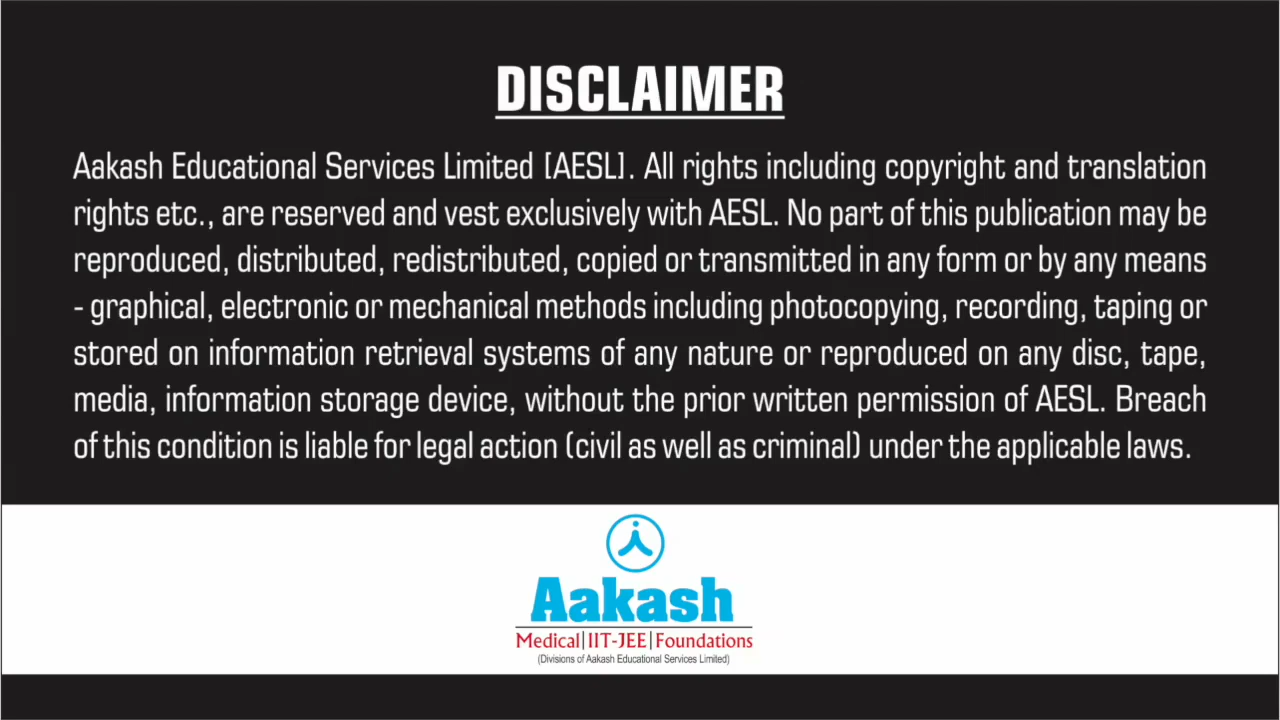 DISCLAIMER
Aakash Educational Services Limited [AESL]. All rights including copyright and translation
rights etc., are reserved and vest exclusively with AESL. No part of this publication may be
reproduced, distributed, redistributed, copied or transmitted in any form or by any means
- graphical, electronic or mechanical methods including photocopying, recording, taping or
stored on information retrieval systems of any nature or reproduced on any disc, tape,
media, information storage device, without the prior written permission of AESL. Breach
of this condition is liable for legal action (civil as well as criminal) under the applicable laws.
Aakash
Medical|IIT-JEE|Foundations
(Divisions of Aakash Educational Services Limited)